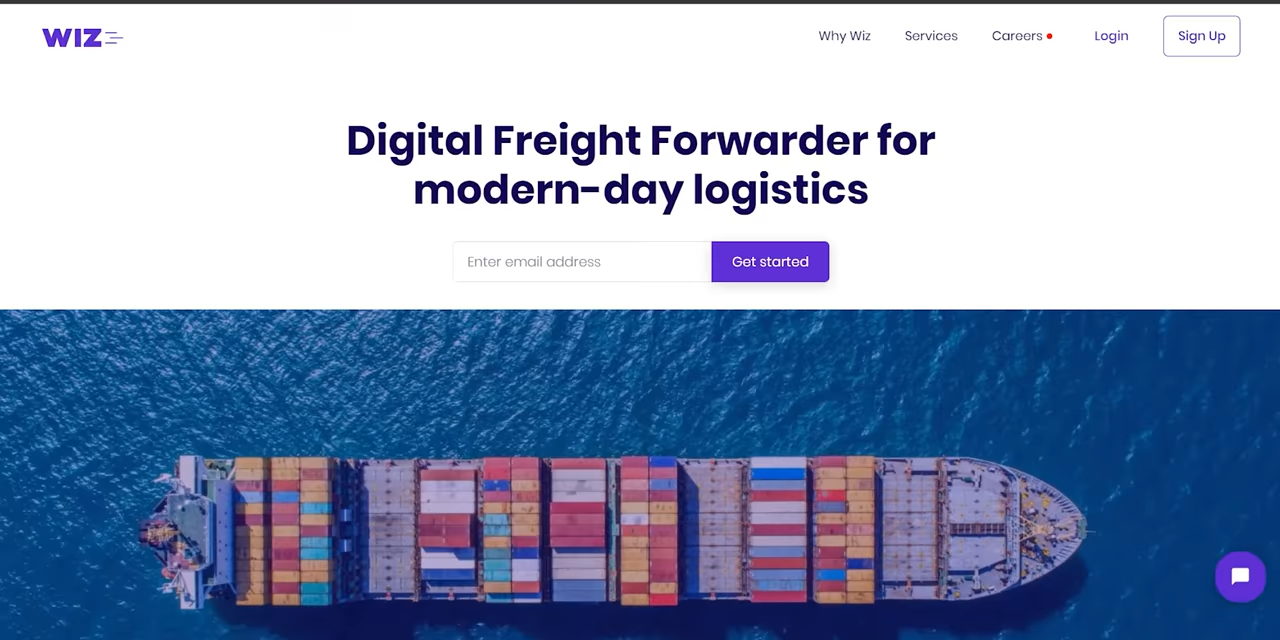 WIZ
Why Wiz
Services
Careers
Login
Sign Up
Digital Freight Forwarder for
modern-day logistics
Enter email address
Get started